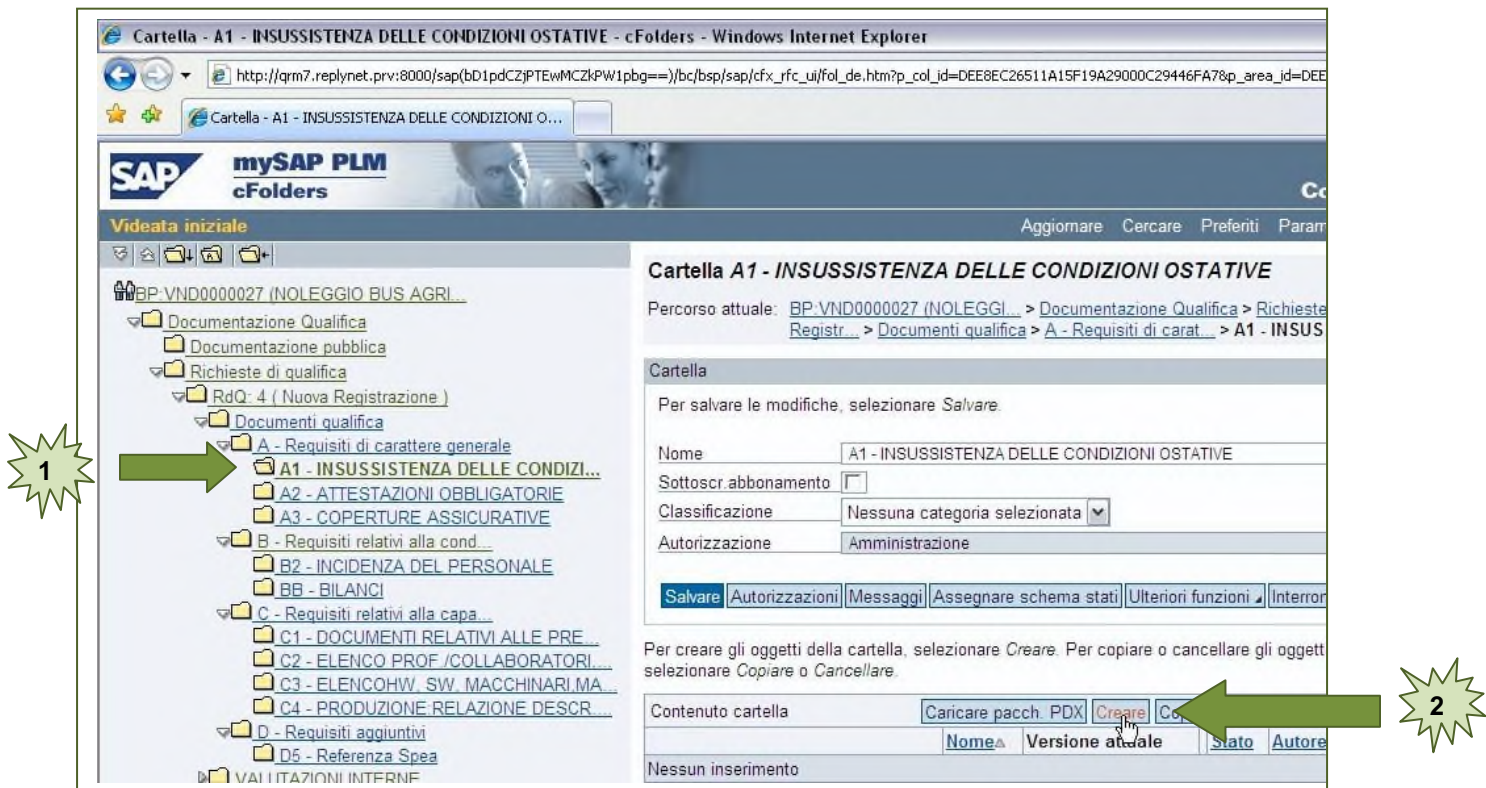 Cartella - A1 - INSUSSISTENZA DELLE CONDIZIONI OSTATIVE - cFolders - Windows Internet Explorer
http://qrm7.replynet.prv:8000/sap(bD1pdCZjPTEwMCZkPW1pbg==)/bc/bsp/sap/cfx_rfc_ui/fol_de.htm?p_col_id=DEE8EC26511A15F19A29000C29446FA7&p_area_id=DEE
Cartella - A1 - INSUSSISTENZA DELLE CONDIZIONI O...
SAP
mySAP PLM
cFolders
Co
Videata iniziale
Aggiornare Cercare Preferiti Param
BP:VND0000027 (NOLEGGIO BUS AGRI...
Documentazione Qualifica
Documentazione pubblica
Richieste di qualifica
RdQ: 4 ( Nuova Registrazione )
Documenti qualifica
A - Requisiti di carattere generale
1
A1 - INSUSSISTENZA DELLE CONDIZI...
A2 - ATTESTAZIONI OBBLIGATORIE
A3 - COPERTURE ASSICURATIVE
B - Requisiti relativi alla cond...
B2 - INCIDENZA DEL PERSONALE
BB - BILANCI
C - Requisiti relativi alla capa...
C1 - DOCUMENTI RELATIVI ALLE PRE...
C2 - ELENCO PROF./COLLABORATORI....
C3 - ELENCOHW, SW, MACCHINARI,MA...
C4 - PRODUZIONE:RELAZIONE DESCR....
D - Requisiti aggiuntivi
D5 - Referenza Spea
VALUTAZIONI INTERNE
Cartella A1 - INSUSSISTENZA DELLE CONDIZIONI OSTATIVE
Percorso attuale: BP:VND0000027 (NOLEGGI... > Documentazione Qualifica > Richieste
Registr... > Documenti qualifica > A - Requisiti di carat... > A1 - INSUS
Cartella
Per salvare le modifiche, selezionare Salvare.
Nome A1 - INSUSSISTENZA DELLE CONDIZIONI OSTATIVE
Sottoscr.abbonamento
Classificazione Nessuna categoria selezionata
Autorizzazione Amministrazione
Salvare Autorizzazioni Messaggi Assegnare schema stati Ulteriori funzioni Interror
Per creare gli oggetti della cartella, selezionare Creare. Per copiare o cancellare gli oggett
selezionare Copiare o Cancellare.
Contenuto cartella Caricare pacch. PDX Creare Cop
2
Nome Versione attuale Stato Autore
Nessun inserimento